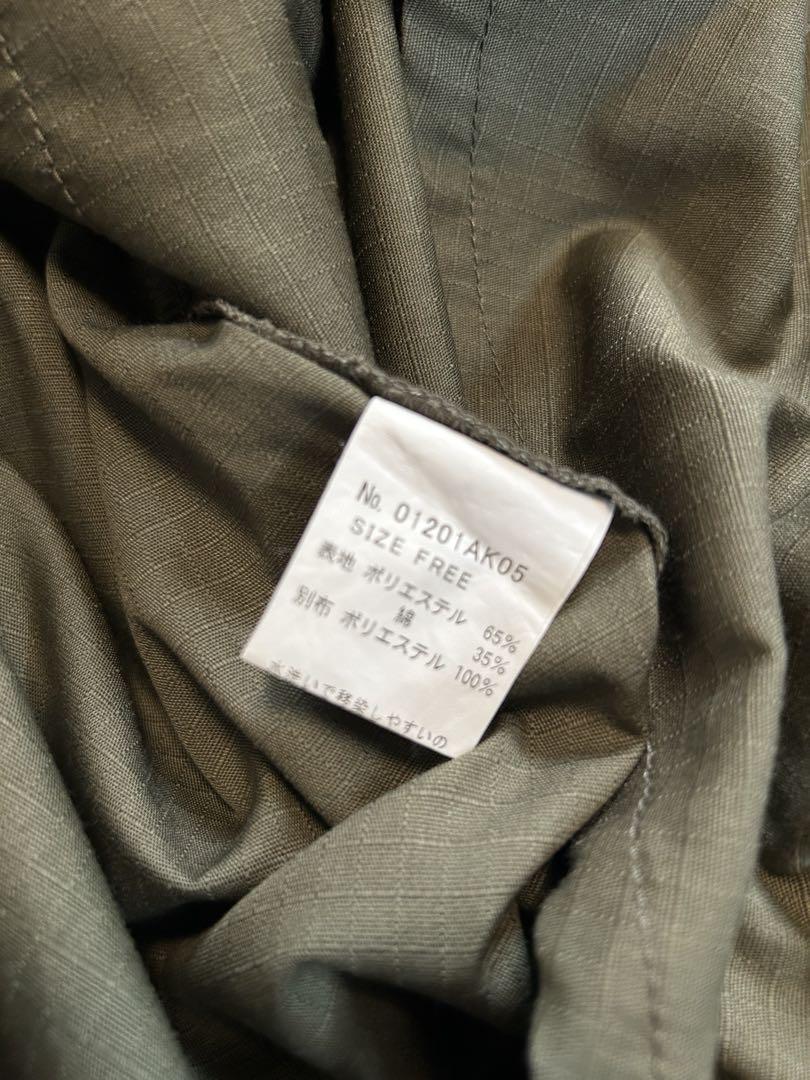 No. 01201AK05
SIZE FREE
表地 ポリエステル 65%
綿 35%
別布 ポリエステル 100%
水洗いで移染しやすいの